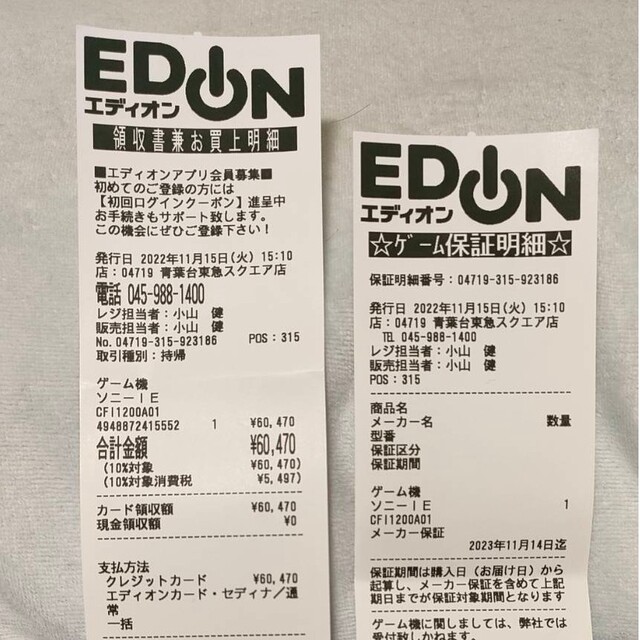 EDION
エディオン
領収書兼お買上明細
■エディオンアプリ会員募集■
初めてのご登録の方には
【初回ログインクーポン】進呈中
お手続きもサポート致します。
この機会にぜひご登録下さい!
発行日 2022年11月15日(火) 15:10
店:04719 青葉台東急スクエア店
電話 045-988-1400
レジ担当者:小山 健
販売担当者:小山 健
No.04719-315-923186 POS:315
取引種別:持帰
ゲーム機
ソニーIE
CFI1200A01
4948872415552 1 ¥60,470
合計金額 ¥60,470
(10%対象 ¥60,470)
(10%対象消費税 ¥5,497)
カード領収額 ¥60,470
現金領収額 ¥0
支払方法
クレジットカード ¥60,470
エディオンカード・セディナ/通
常
一括
EDION
エディオン
☆ゲーム保証明細☆
保証明細番号:04719-315-923186
発行日 2022年11月15日(火) 15:10
店:04719 青葉台東急スクエア店
TEL 045-988-1400
レジ担当者:小山 健
販売担当者:小山 健
POS:315
商品名
メーカー名 数量
型番
保証区分
保証期間
ゲーム機
ソニーIE 1
CFI1200A01
メーカー保証
2023年11月14日迄
保証期間は購入日(お届け日)から
起算し、メーカー保証を含めて上記
期日までが保証対象期間となります
ゲーム機に関しましては、弊社では
受付致しかねます。